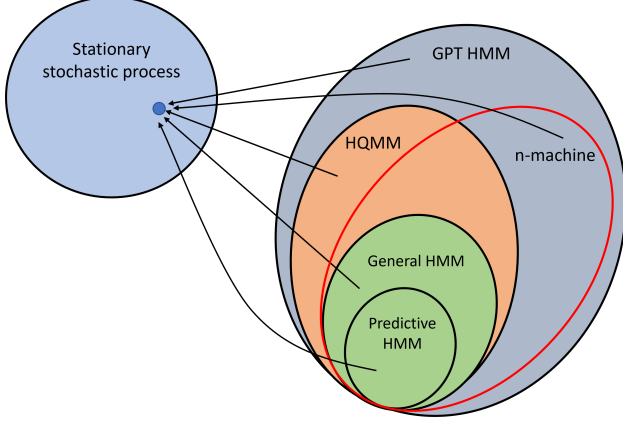 Stationary
stochastic process
GPT HMM
HQMM
n-machine
General HMM
Predictive
HMM